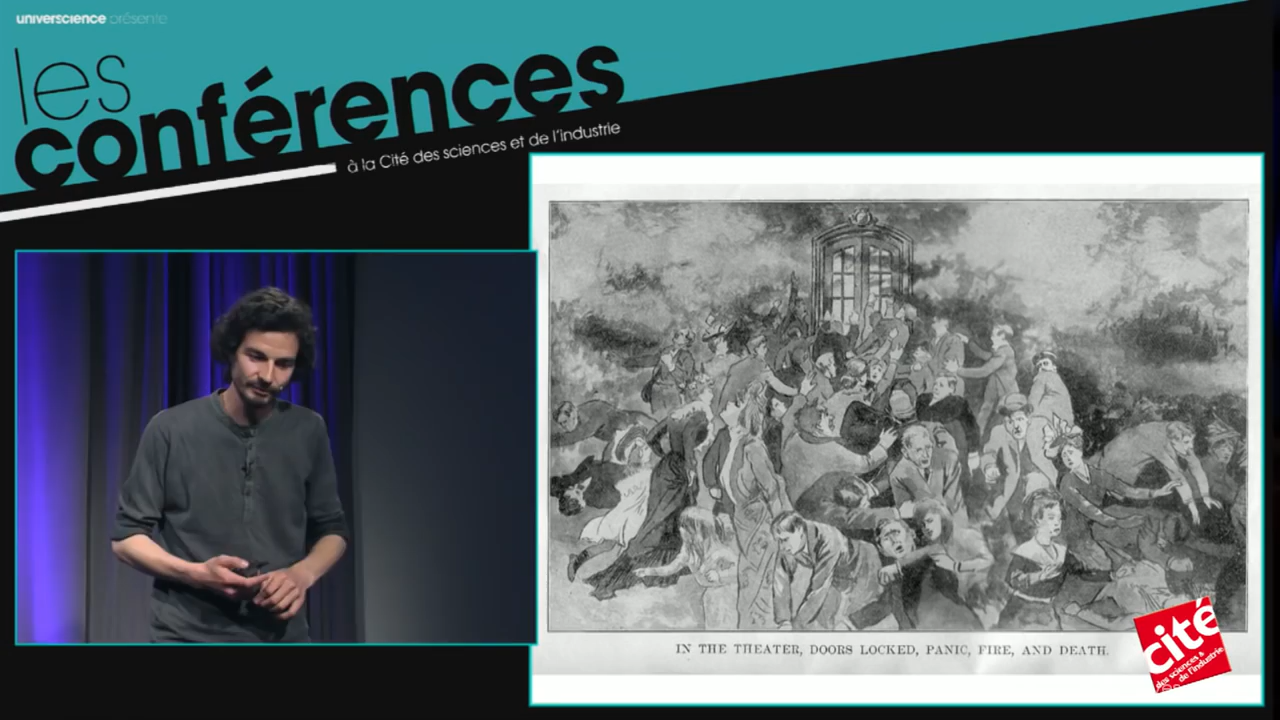 universcience présente
les
conférences
à la Cité des sciences et de l'industrie
IN THE THEATER, DOORS LOCKED, PANIC, FIRE, AND DEATH.
cité
des sciences &
de l'industrie